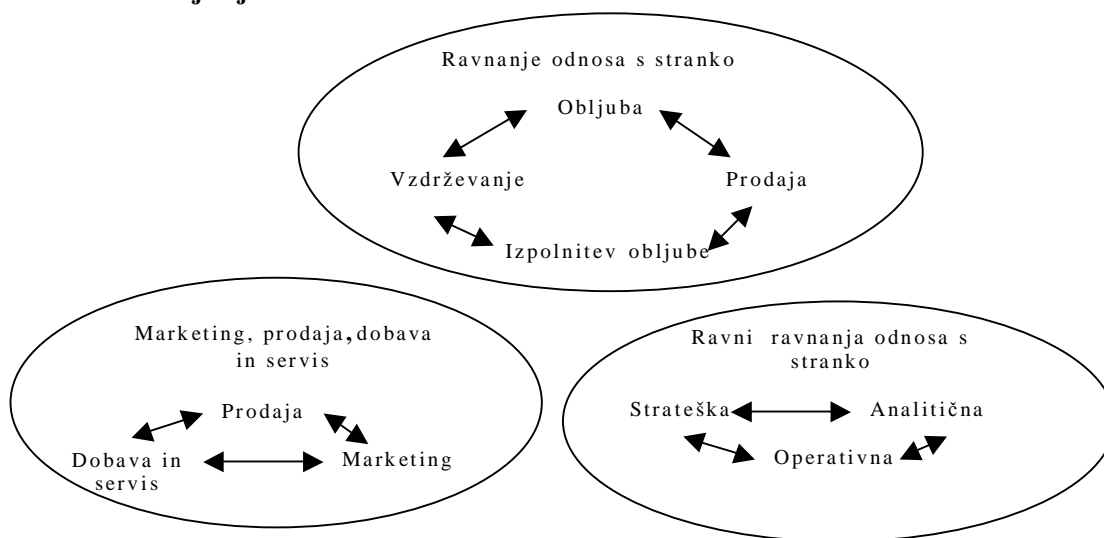 Ravnanje odnosa s stranko
Obljuba
Vzdrževanje
Prodaja
Izpolnitev obljube
Marketing, prodaja, dobava
in servis
Prodaja
Dobava in
servis
Marketing
Ravni ravnanja odnosa s
stranko
Strateška
Analitična
Operativna